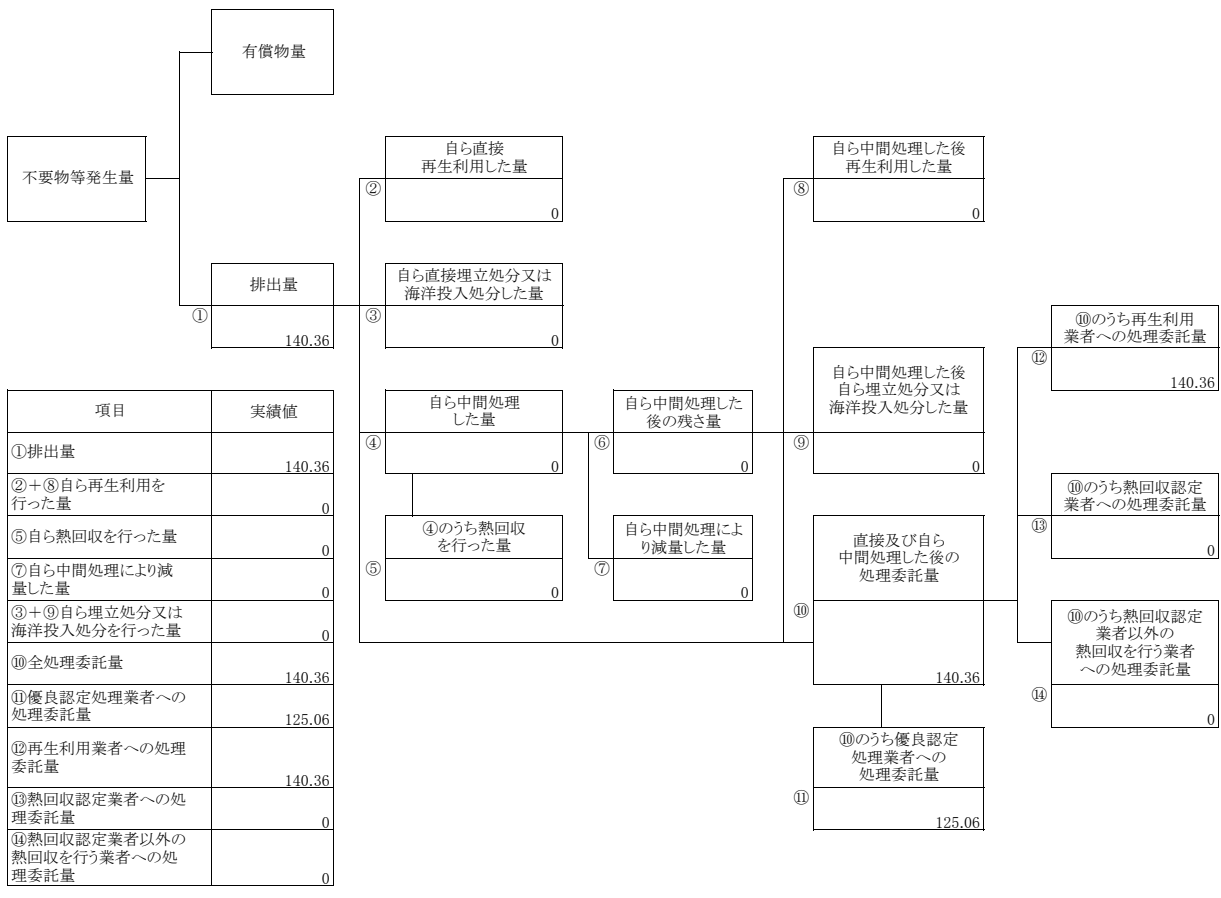 有償物量
不要物等発生量
排出量
①
140.36
自ら直接
再生利用した量
②
0
自ら直接埋立処分又は
海洋投入処分した量
③
0
自ら中間処理
した量
④
0
④のうち熱回収
を行った量
⑤
0
自ら中間処理した
後の残さ量
⑥
0
自ら中間処理によ
り減量した量
⑦
0
自ら中間処理した後
再生利用した量
⑧
0
自ら中間処理した後
自ら埋立処分又は
海洋投入処分した量
⑨
0
直接及び自ら
中間処理した後の
処理委託量
⑩
140.36
⑩のうち優良認定
処理業者への
処理委託量
⑪
125.06
⑩のうち再生利用
業者への処理委託量
⑫
140.36
⑩のうち熱回収認定
業者への処理委託量
⑬
0
⑩のうち熱回収認定
業者以外の
熱回収を行う業者
への処理委託量
⑭
0
項目 実績値
①排出量
140.36
②＋⑧自ら再生利用を
行った量
0
⑤自ら熱回収を行った量
0
⑦自ら中間処理により減
量した量
0
③＋⑨自ら埋立処分又は
海洋投入処分を行った量
0
⑩全処理委託量
140.36
⑪優良認定処理業者への
処理委託量
125.06
⑫再生利用業者への処理
委託量
140.36
⑬熱回収認定業者への処
理委託量
0
⑭熱回収認定業者以外の
熱回収を行う業者への処
理委託量
0